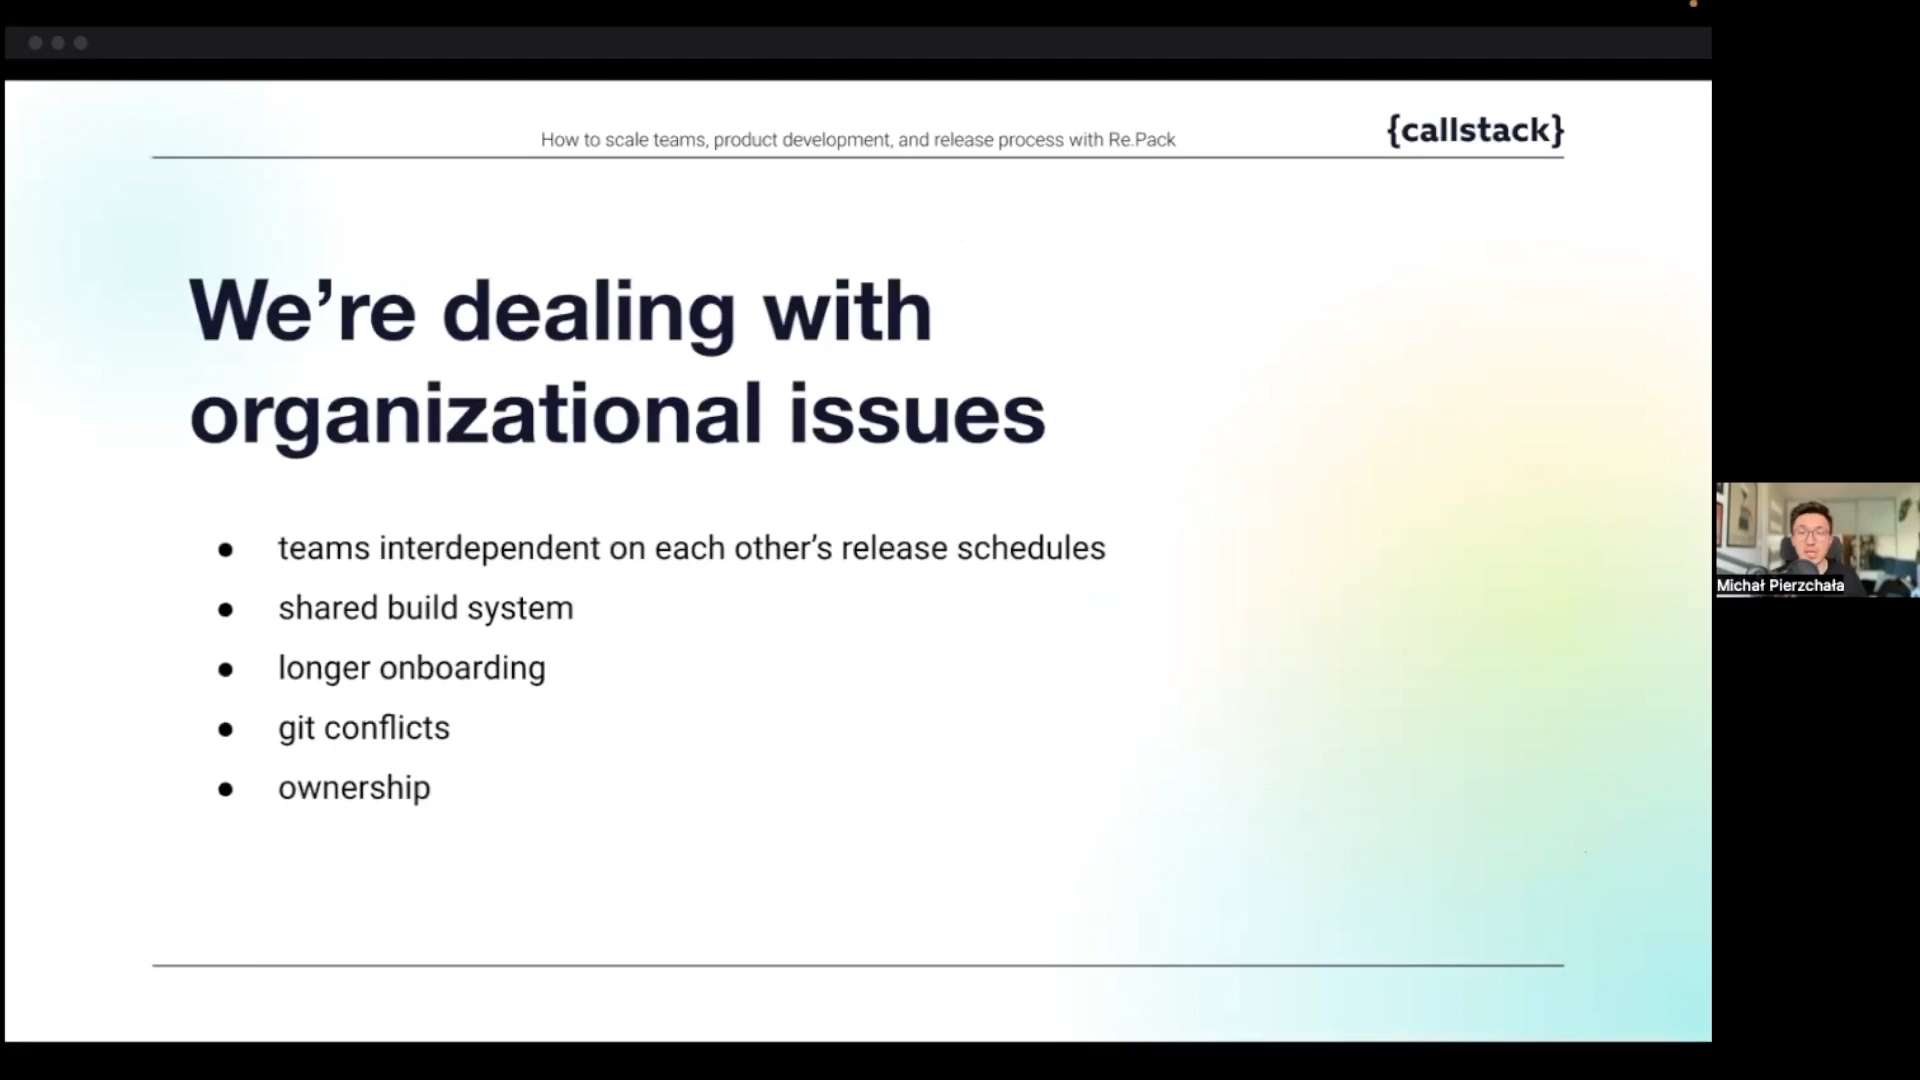 How to scale teams, product development, and release process with Re.Pack
{callstack}
We’re dealing with
organizational issues
● teams interdependent on each other’s release schedules
● shared build system
● longer onboarding
● git conflicts
● ownership
Michał Pierzchała